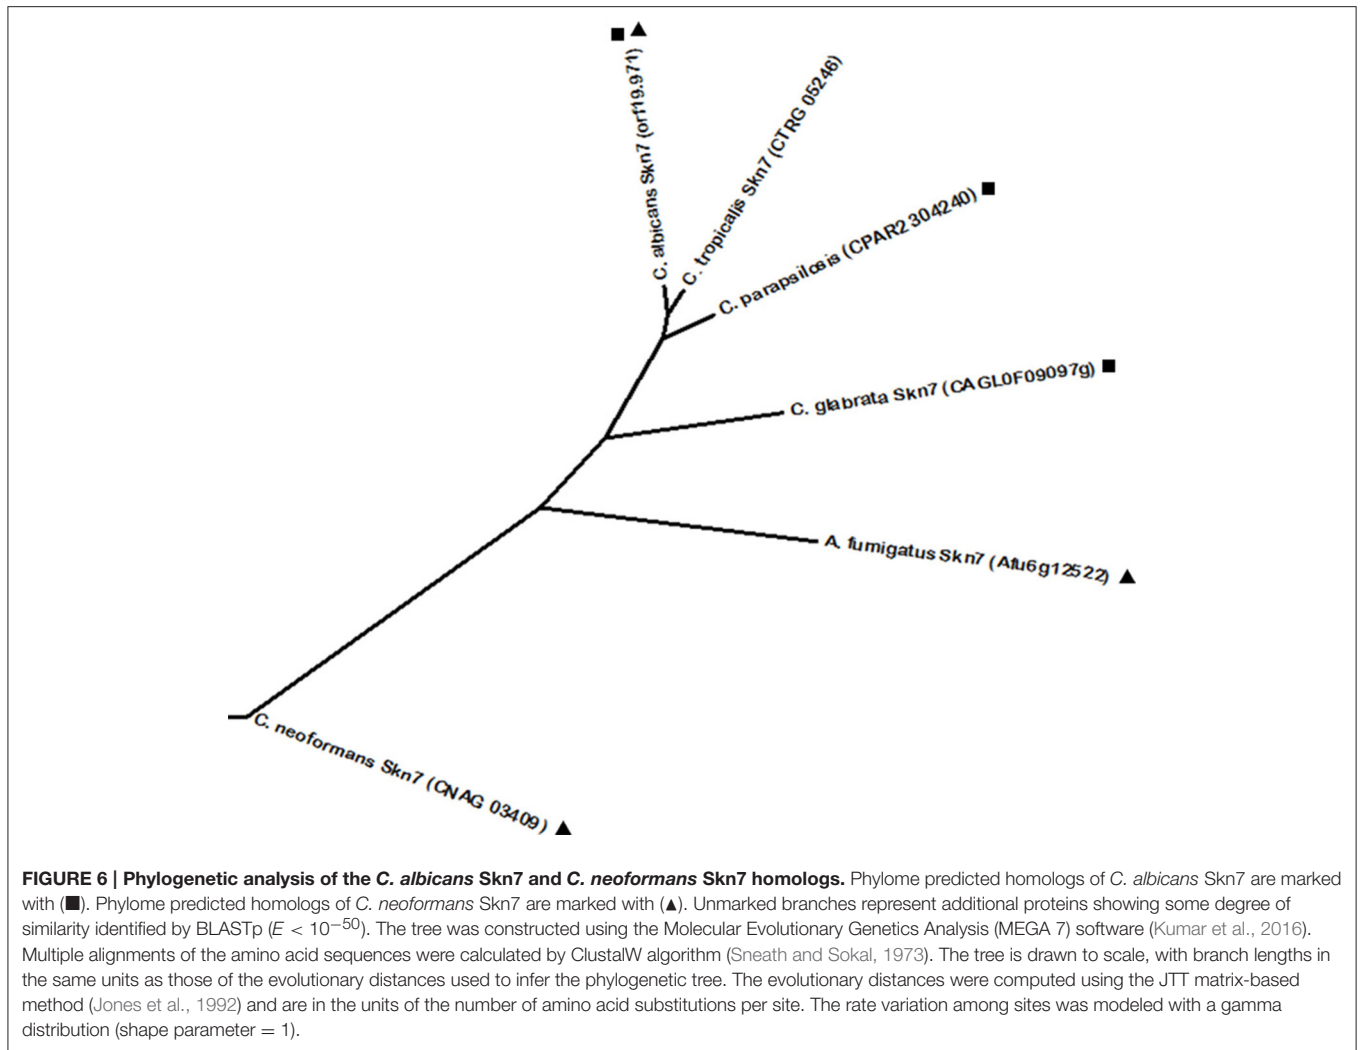 C. albicans Skn7 (orf19.971)
C. tropicalis Skn7 (CTRG 05246)
C. parapsilosis (CPAR2 304240)
C. glabrata Skn7 (CAGL0F09097g)
A. fumigatus Skn7 (Afu6g12522)
C. neoformans Skn7 (CNAG 03409)
FIGURE 6 | Phylogenetic analysis of the C. albicans Skn7 and C. neoformans Skn7 homologs. Phylome predicted homologs of C. albicans Skn7 are marked
with (■). Phylome predicted homologs of C. neoformans Skn7 are marked with (▲). Unmarked branches represent additional proteins showing some degree of
similarity identified by BLASTp (E < 10⁻⁵⁰). The tree was constructed using the Molecular Evolutionary Genetics Analysis (MEGA 7) software (Kumar et al., 2016).
Multiple alignments of the amino acid sequences were calculated by ClustalW algorithm (Sneath and Sokal, 1973). The tree is drawn to scale, with branch lengths in
the same units as those of the evolutionary distances used to infer the phylogenetic tree. The evolutionary distances were computed using the JTT matrix-based
method (Jones et al., 1992) and are in the units of the number of amino acid substitutions per site. The rate variation among sites was modeled with a gamma
distribution (shape parameter = 1).